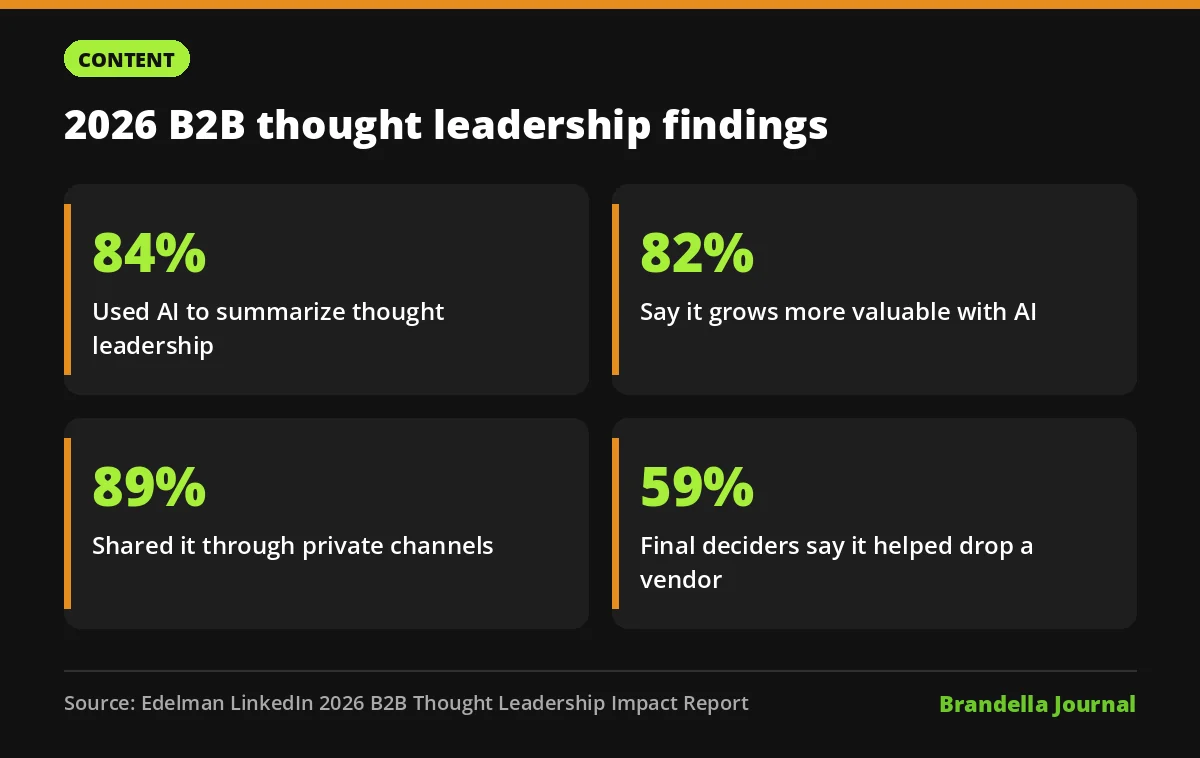 CONTENT
2026 B2B thought leadership findings
84%
Used AI to summarize thought
leadership
82%
Say it grows more valuable with AI
89%
Shared it through private channels
59%
Final deciders say it helped drop a
vendor
Source: Edelman LinkedIn 2026 B2B Thought Leadership Impact Report
Brandella Journal